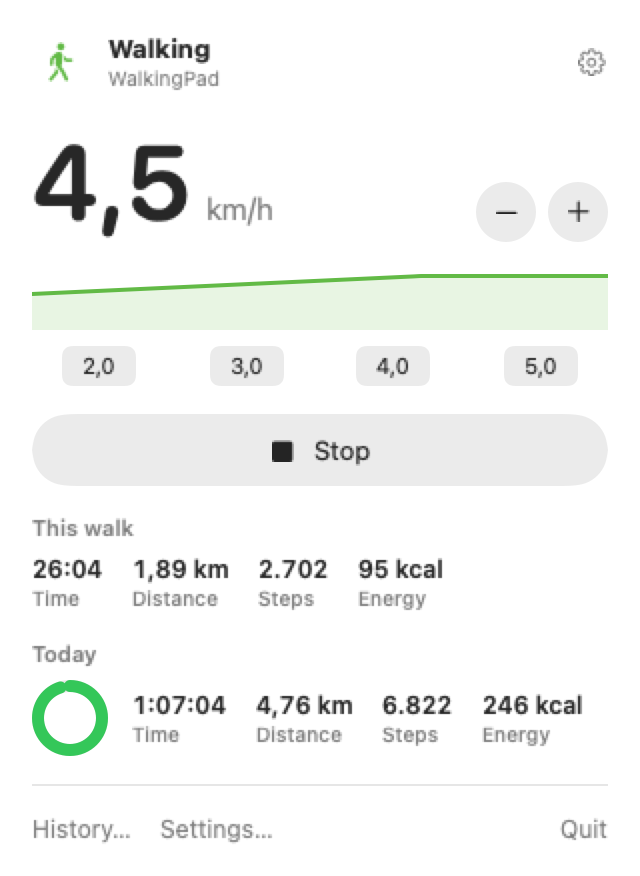 Walking
WalkingPad
4,5 km/h
2,0 3,0 4,0 5,0
Stop
This walk
26:04 1,89 km 2.702 95 kcal
Time Distance Steps Energy
Today
1:07:04 4,76 km 6.822 246 kcal
Time Distance Steps Energy
History... Settings... Quit